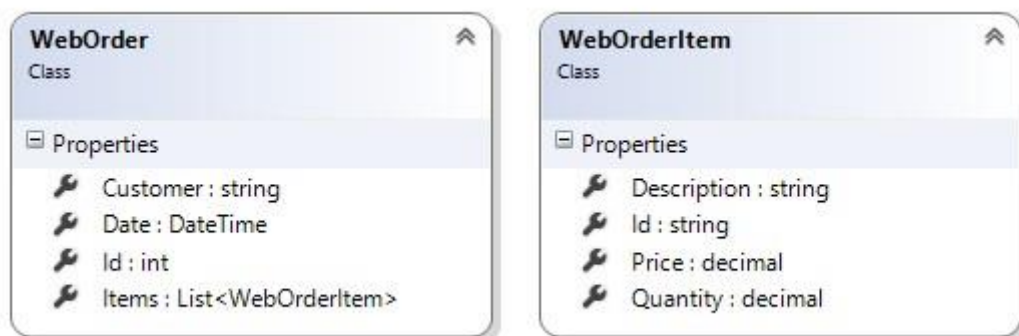 WebOrder
Class
Properties
Customer : string
Date : DateTime
Id : int
Items : List<WebOrderItem>
WebOrderItem
Class
Properties
Description : string
Id : string
Price : decimal
Quantity : decimal